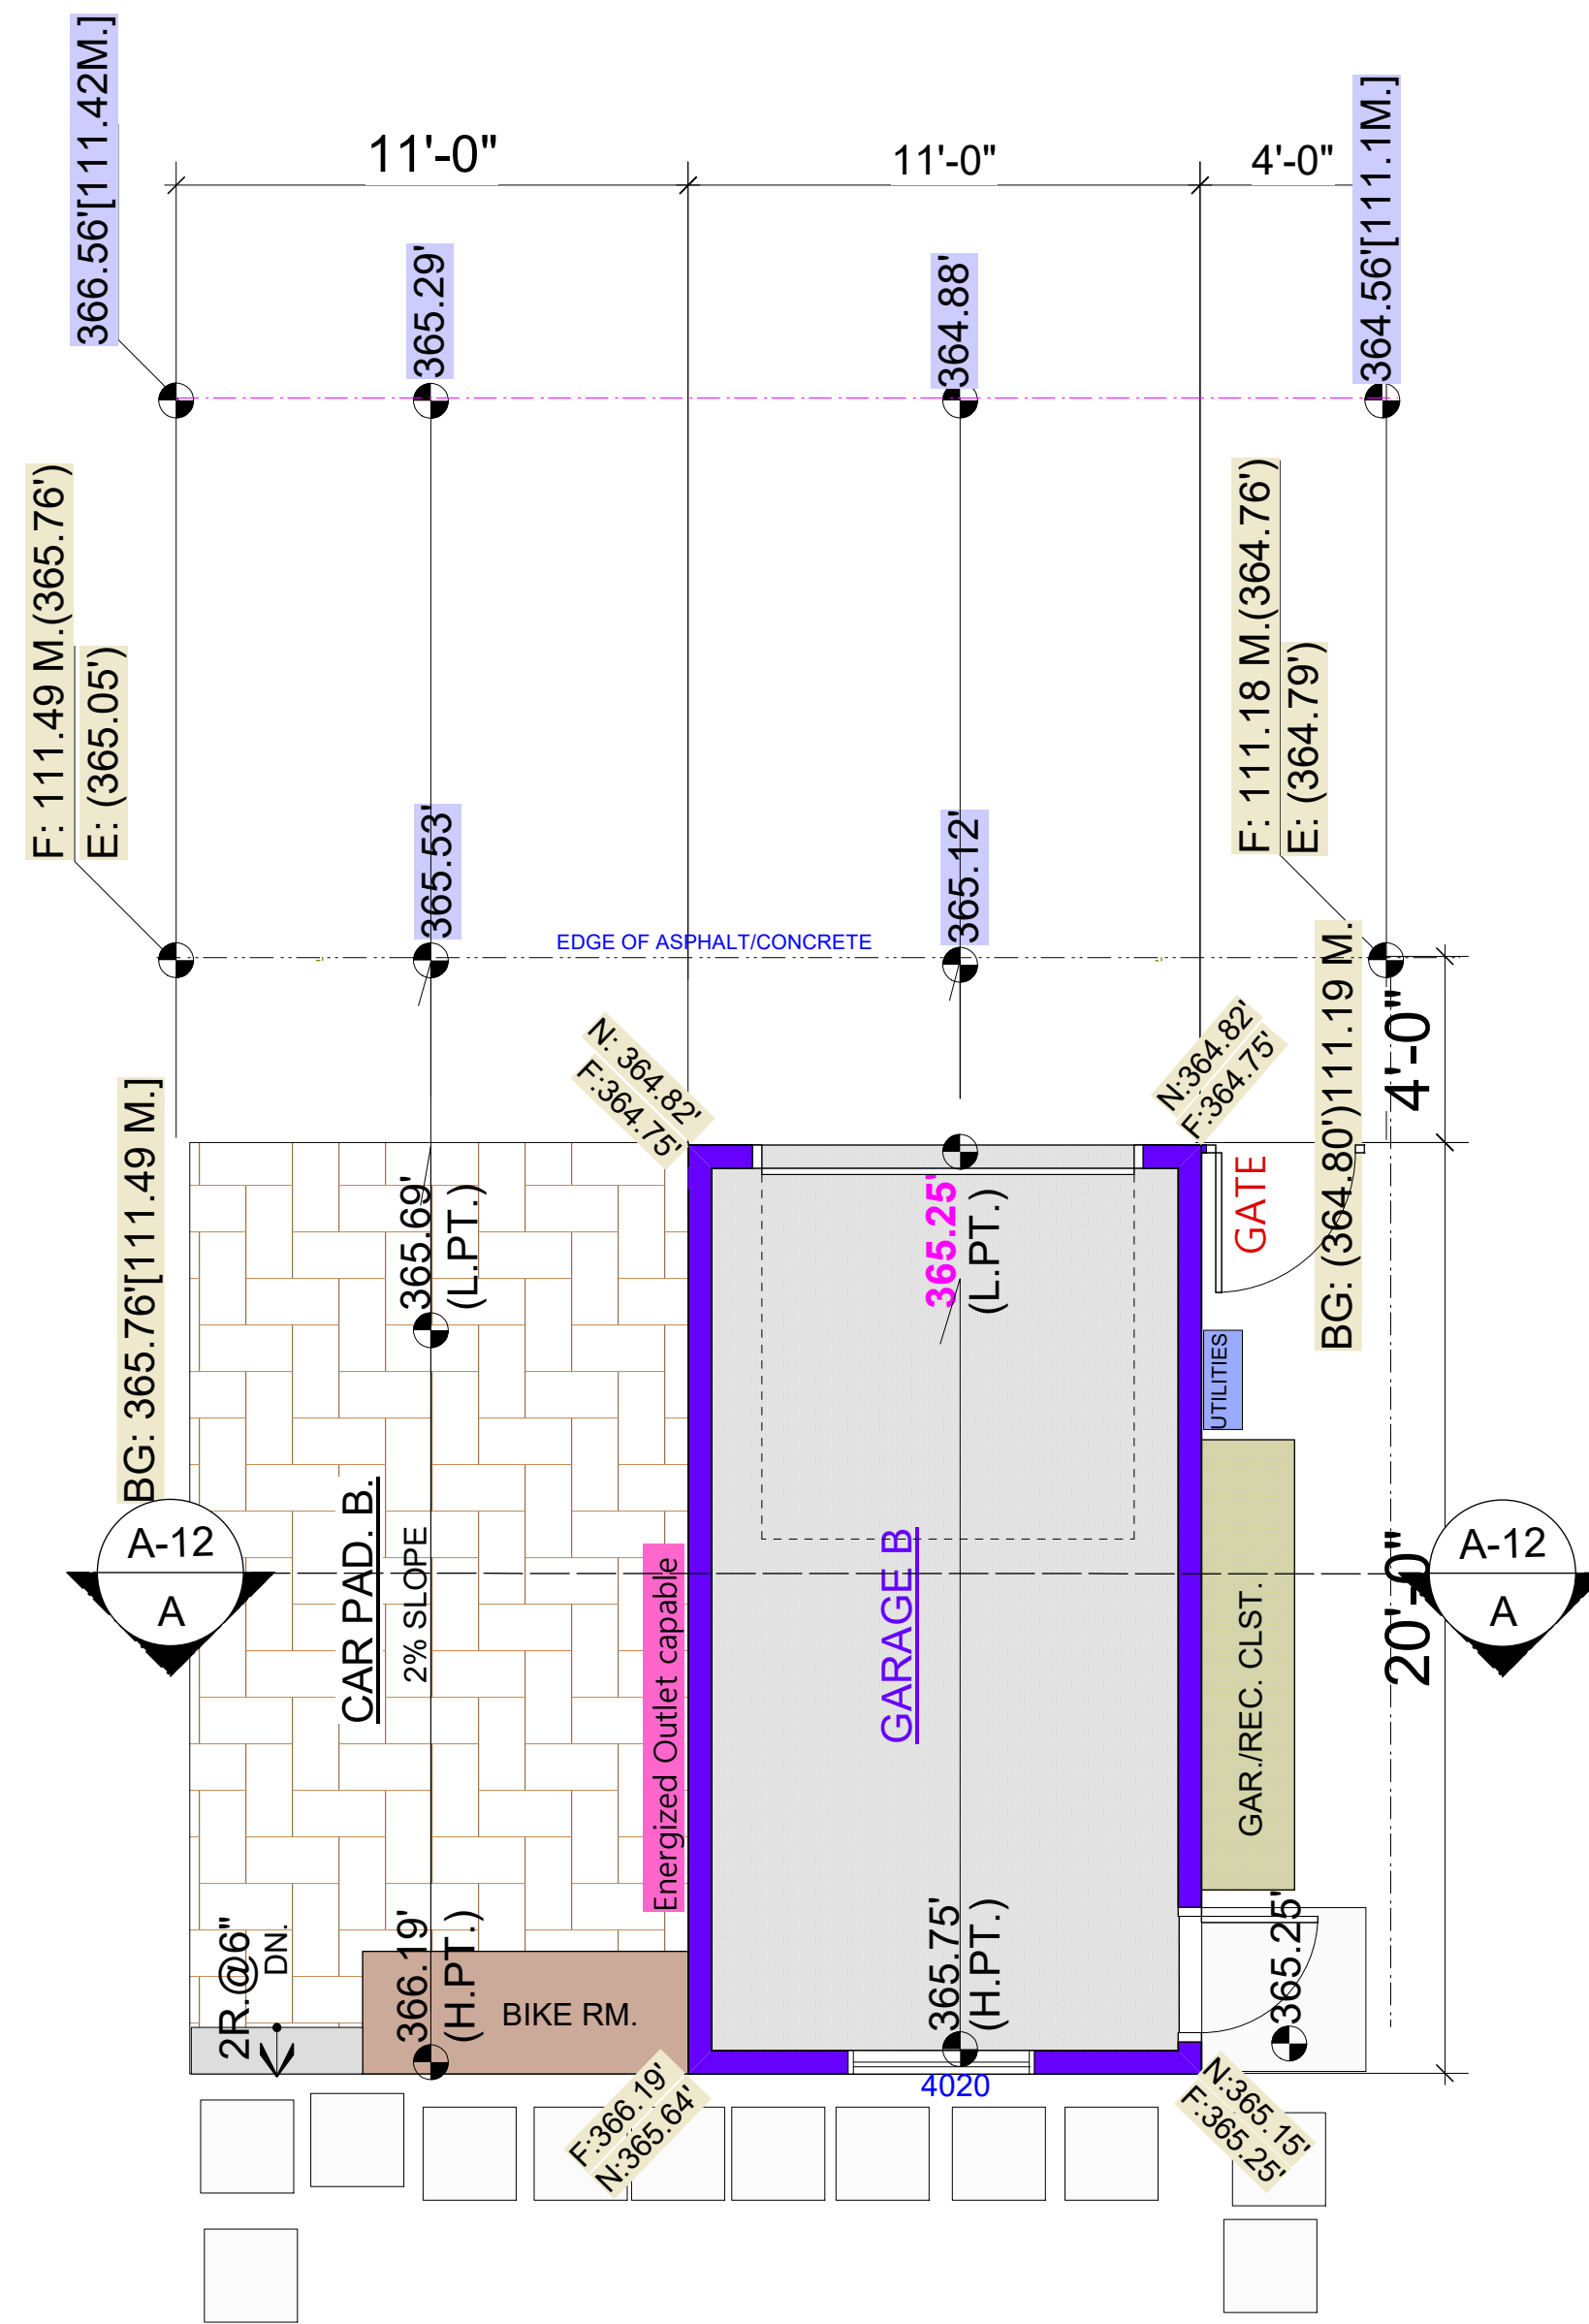 366.56'[111.42M.]
11'-0"
11'-0"
4'-0"
364.56'[111.1M.]
365.29'
364.88'
F: 111.49 M.(365.76')
E: (365.05')
F: 111.18 M.(364.76')
E: (364.79')
365.53'
365.12'
EDGE OF ASPHALT/CONCRETE
4'-0"
N: 364.82'
F:364.75'
N:364.82'
F:364.75'
BG: (364.80')111.19 M.
BG: 365.76'[111.49 M.]
365.69'
(L.PT.)
365.25'
(L.PT.)
GATE
UTILITIES
A-12
A
CAR PAD. B.
2% SLOPE
Energized Outlet capable
GARAGE B
GAR./REC. CLST.
20'-0"
A-12
A
2R.@6"
DN.
366.19'
(H.PT.)
BIKE RM.
365.75'
(H.PT.)
365.25'
4020
F:366.19'
N:365.64'
N:365.15'
F:365.25'